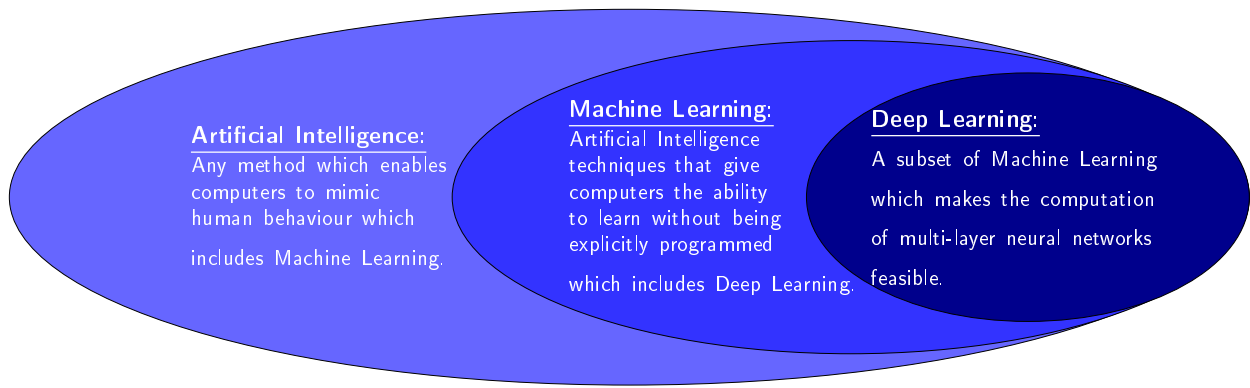 Artificial Intelligence:
Any method which enables
computers to mimic
human behaviour which
includes Machine Learning.
Machine Learning:
Artificial Intelligence
techniques that give
computers the ability
to learn without being
explicitly programmed
which includes Deep Learning.
Deep Learning:
A subset of Machine Learning
which makes the computation
of multi-layer neural networks
feasible.